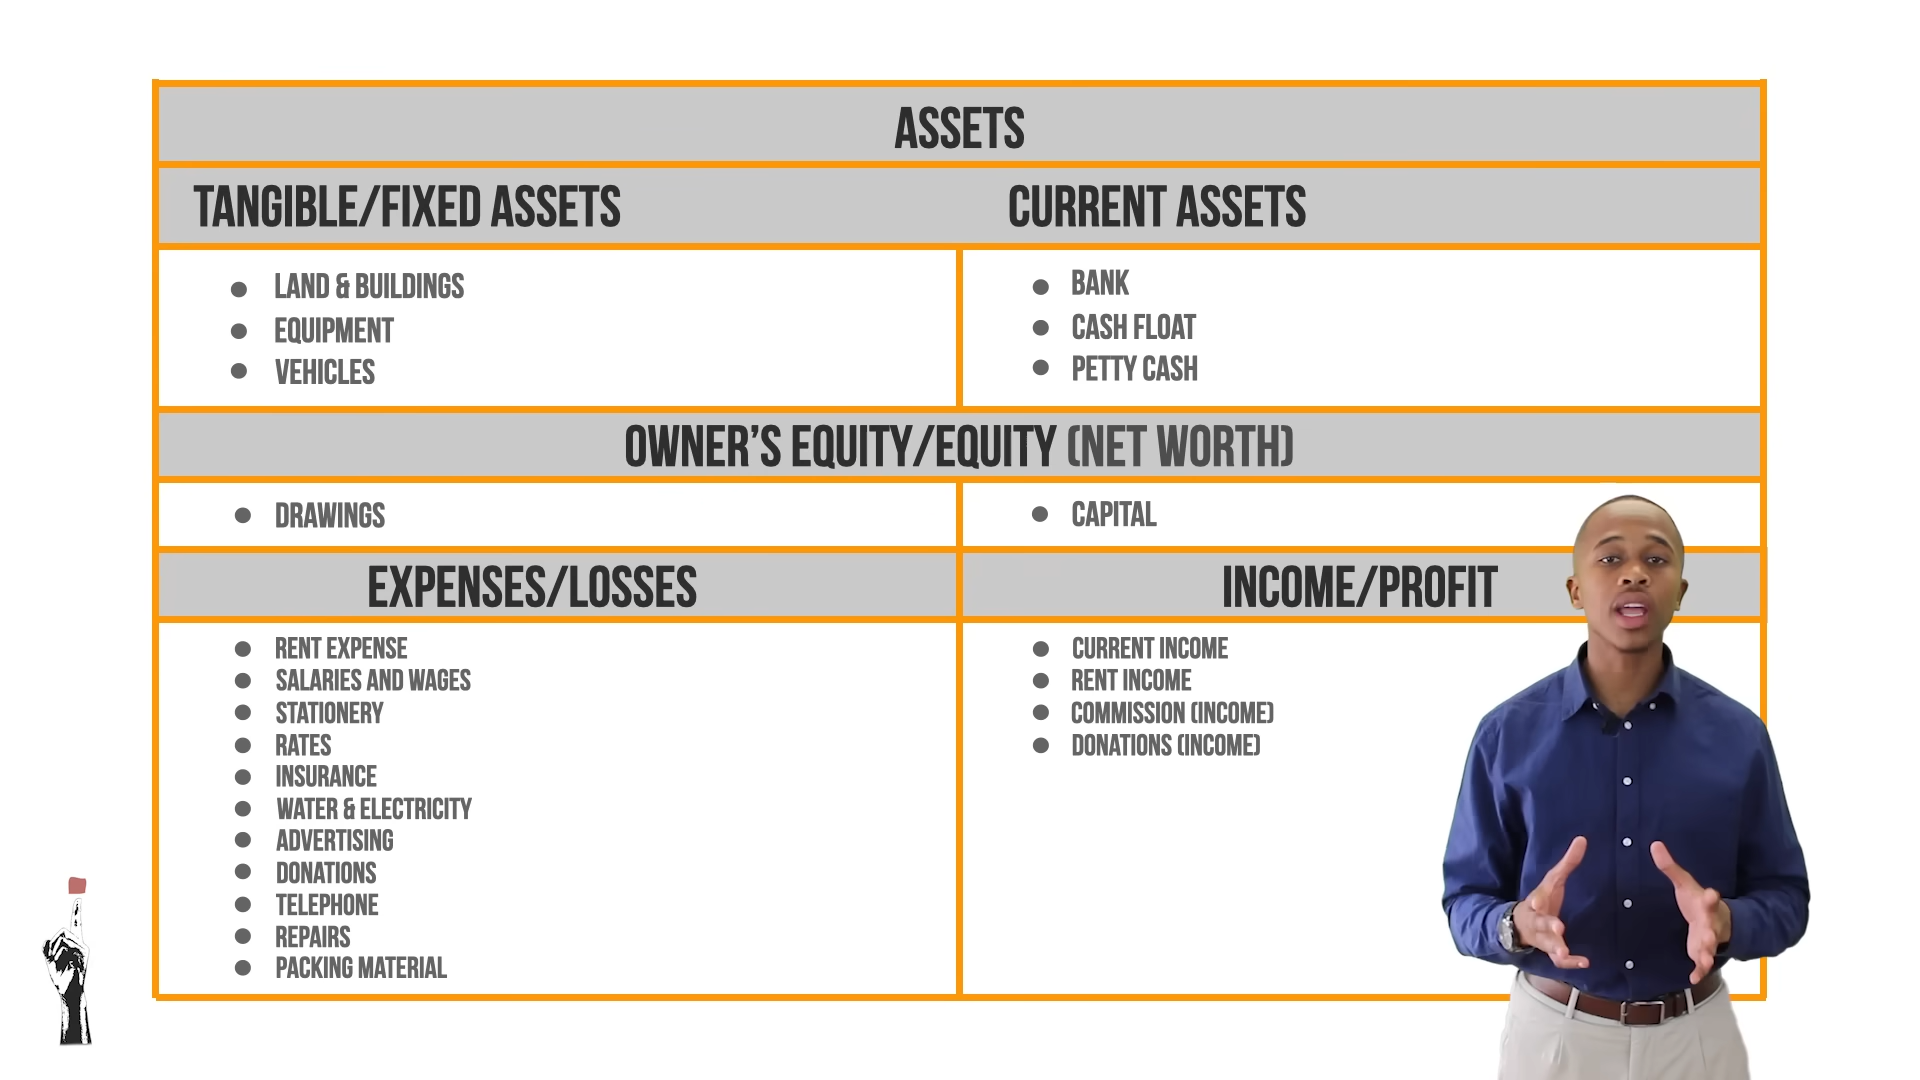 ASSETS
TANGIBLE/FIXED ASSETS
CURRENT ASSETS
LAND & BUILDINGS
EQUIPMENT
VEHICLES
BANK
CASH FLOAT
PETTY CASH
OWNER'S EQUITY/EQUITY (NET WORTH)
DRAWINGS
CAPITAL
EXPENSES/LOSSES
INCOME/PROFIT
RENT EXPENSE
SALARIES AND WAGES
STATIONERY
RATES
INSURANCE
WATER & ELECTRICITY
ADVERTISING
DONATIONS
TELEPHONE
REPAIRS
PACKING MATERIAL
CURRENT INCOME
RENT INCOME
COMMISSION (INCOME)
DONATIONS (INCOME)